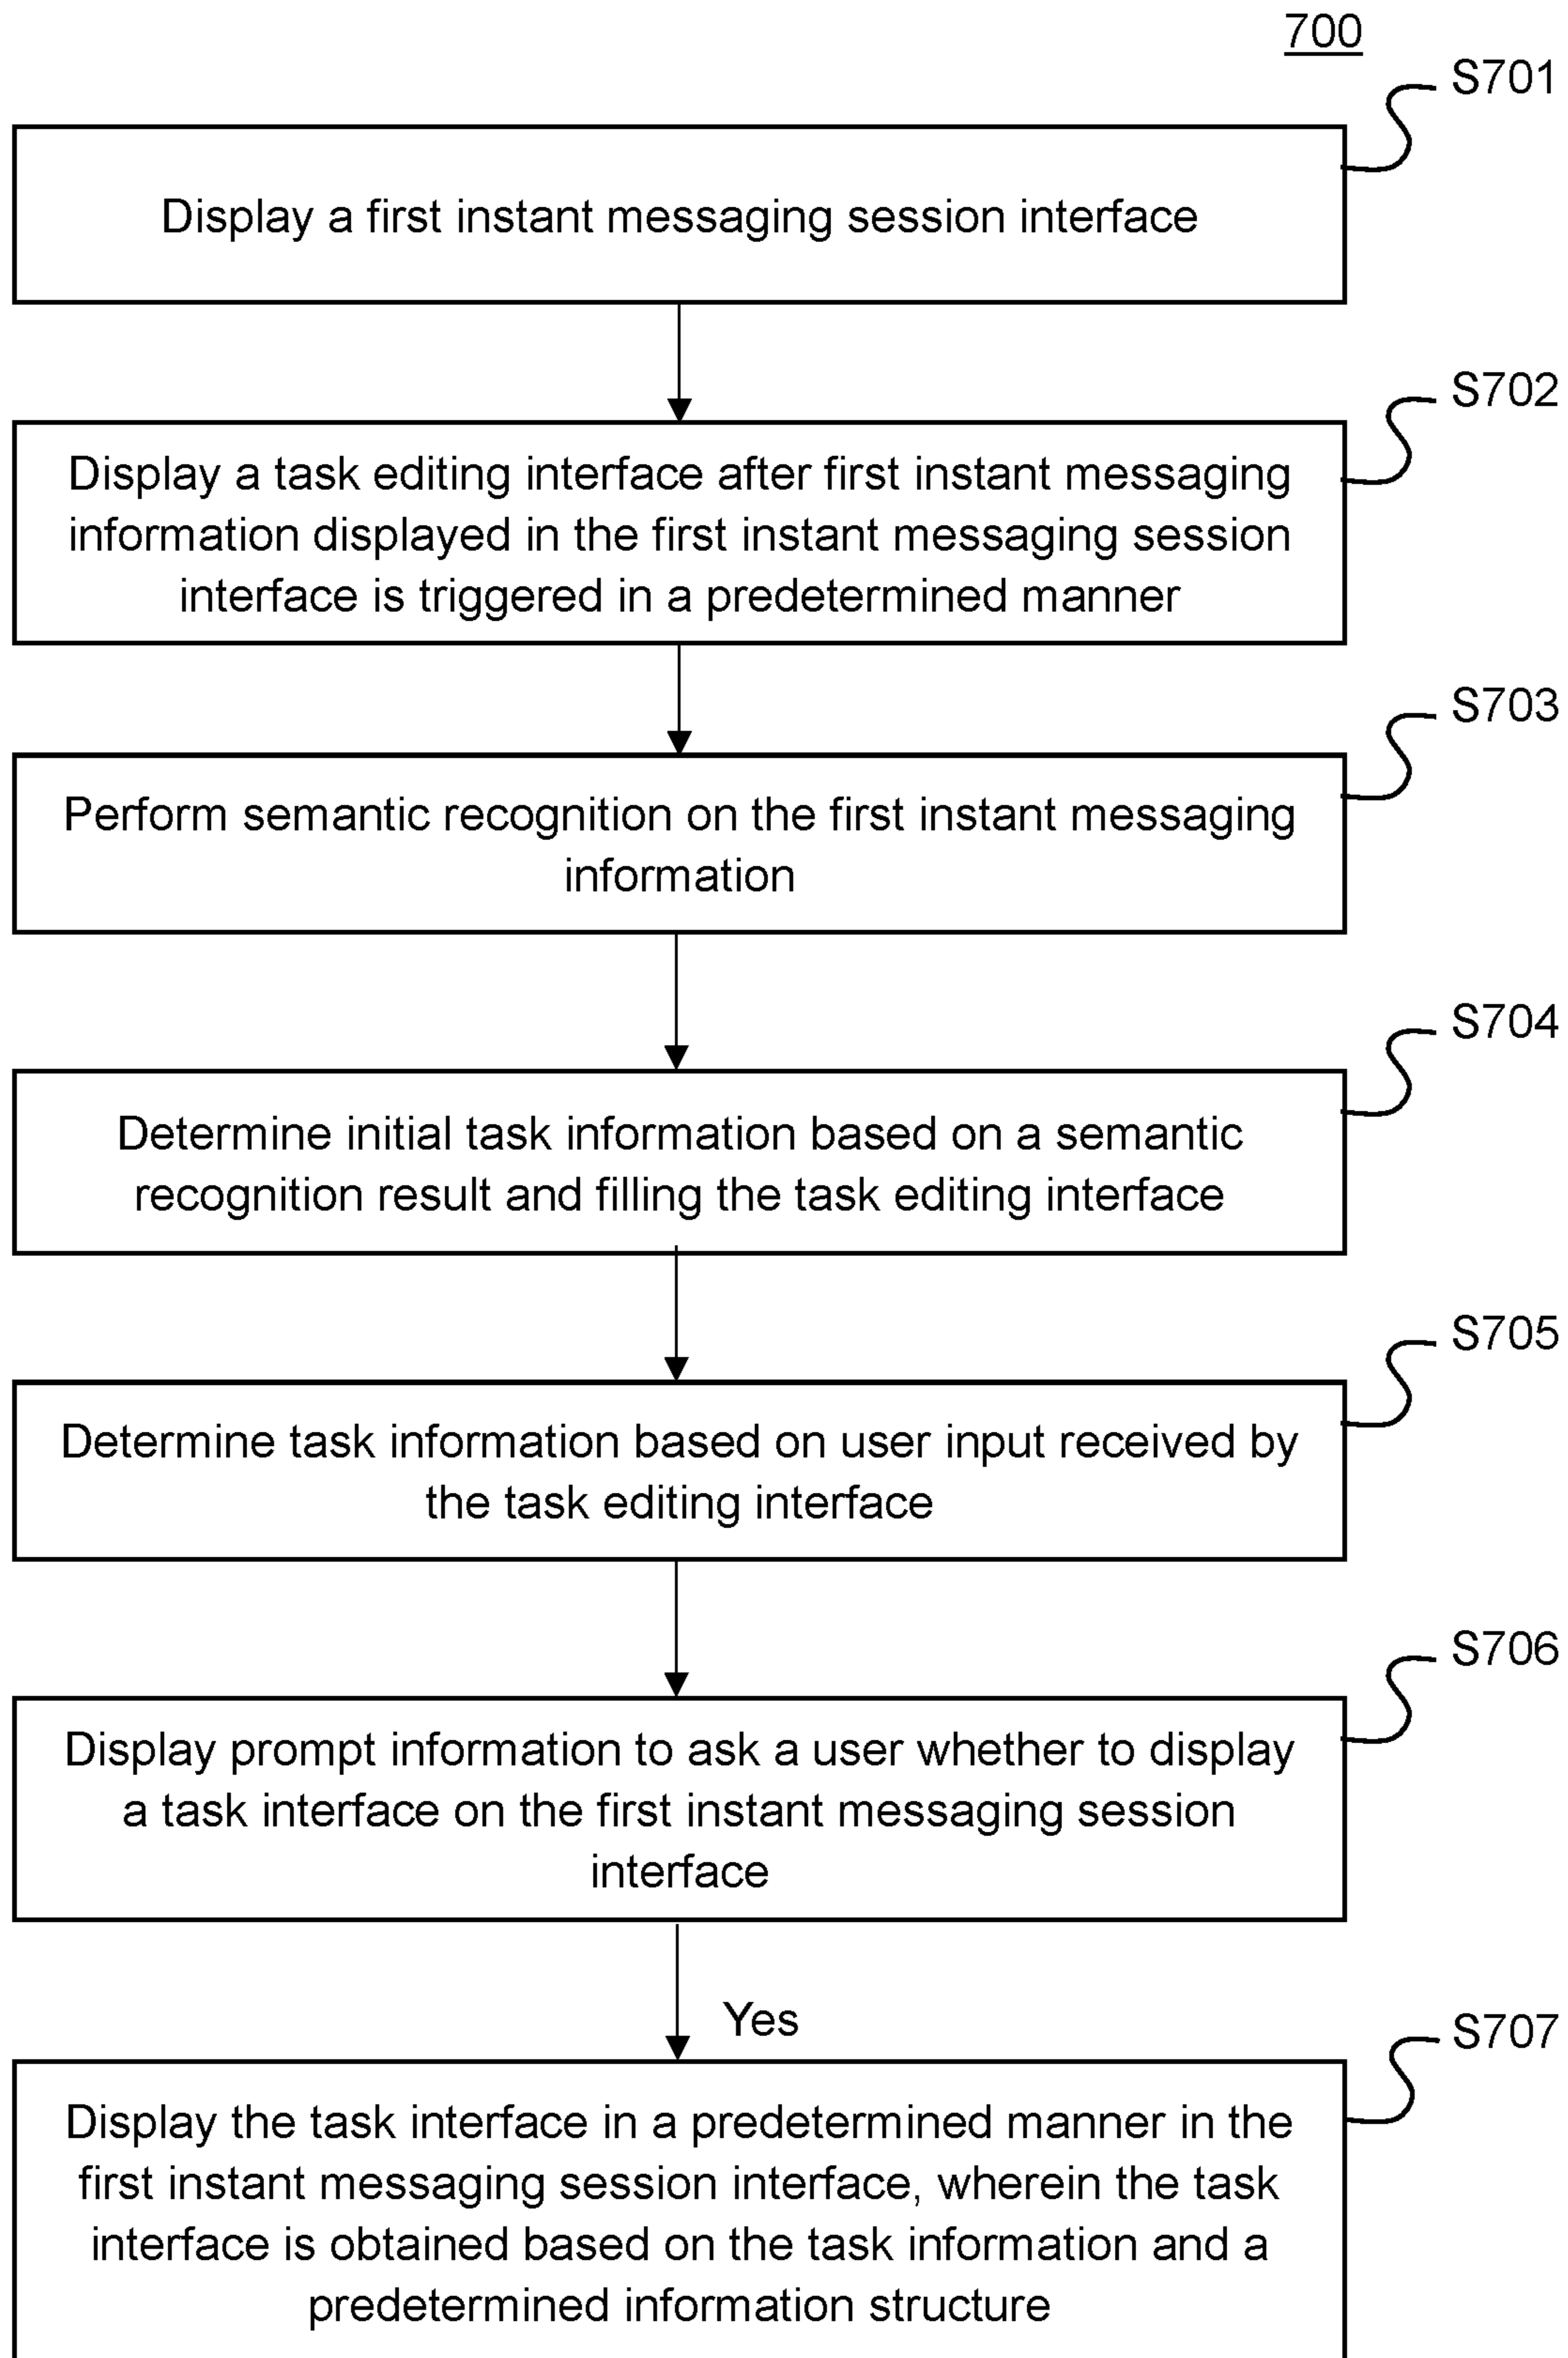 700
S701
Display a first instant messaging session interface
S702
Display a task editing interface after first instant messaging
information displayed in the first instant messaging session
interface is triggered in a predetermined manner
S703
Perform semantic recognition on the first instant messaging
information
S704
Determine initial task information based on a semantic
recognition result and filling the task editing interface
S705
Determine task information based on user input received by
the task editing interface
S706
Display prompt information to ask a user whether to display
a task interface on the first instant messaging session
interface
Yes
S707
Display the task interface in a predetermined manner in the
first instant messaging session interface, wherein the task
interface is obtained based on the task information and a
predetermined information structure